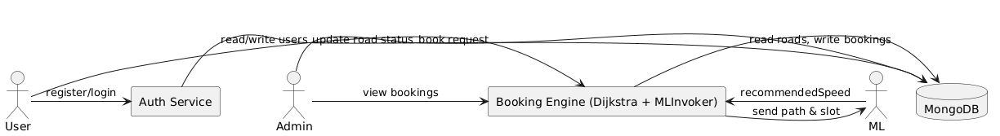 read/write users
update road status
book request
read roads, write bookings
register/login
view bookings
recommendedSpeed
send path & slot
Auth Service
Booking Engine (Dijkstra + MLInvoker)
MongoDB
User
Admin
ML